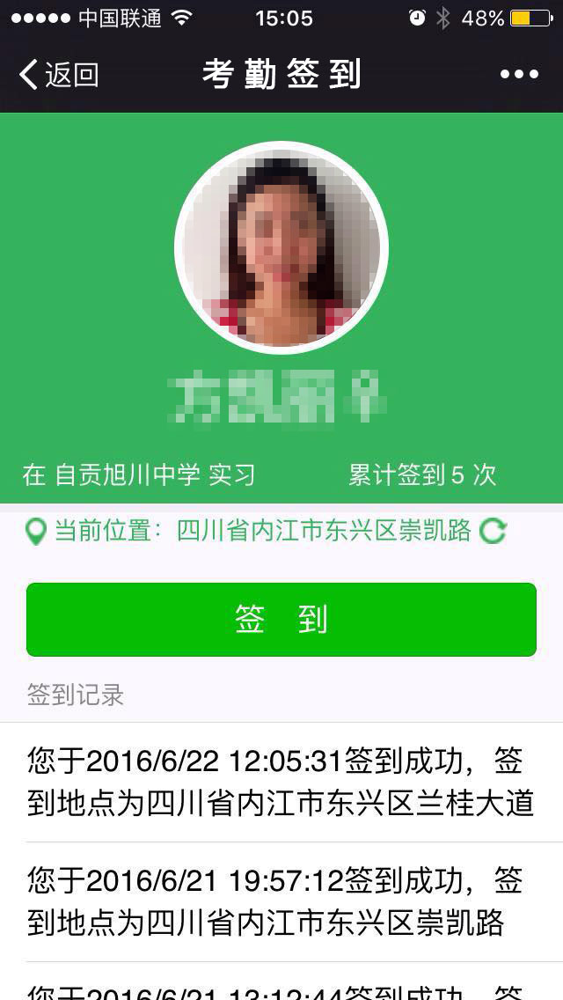 中国联通 15:05 48%
返回 考勤签到
在 自贡旭川中学 实习 累计签到5 次
当前位置：四川省内江市东兴区崇凯路
签 到
签到记录
您于2016/6/22 12:05:31签到成功，签
到地点为四川省内江市东兴区兰桂大道
您于2016/6/21 19:57:12签到成功，签
到地点为四川省内江市东兴区崇凯路
您于2016/6/21 13:12:44签到成功，签